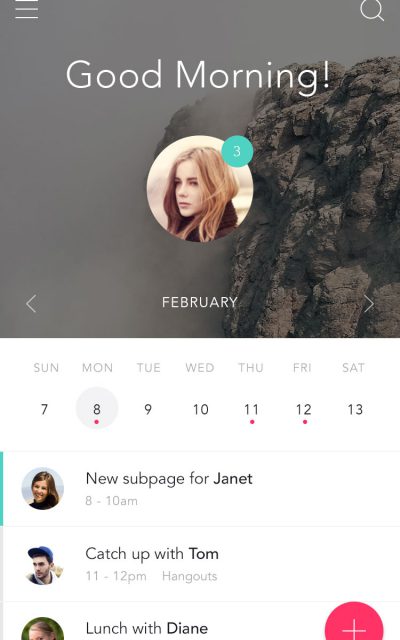 Good Morning!
3
FEBRUARY
SUN MON TUE WED THU FRI SAT
7 8 9 10 11 12 13
New subpage for Janet
8 - 10am
Catch up with Tom
11 - 12pm Hangouts
Lunch with Diane